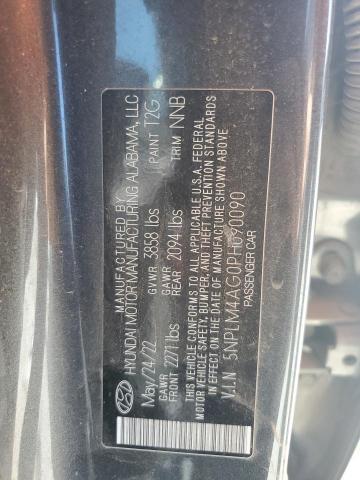 MANUFACTURED BY
HYUNDAI MOTOR MANUFACTURING ALABAMA, LLC
May/24/22 GVWR 3858 lbs PAINT T2G
GAWR FRONT 2271 lbs GAWR REAR 2094 lbs TRIM NNB
THIS VEHICLE CONFORMS TO ALL APPLICABLE U.S.A. FEDERAL
MOTOR VEHICLE SAFETY, BUMPER, AND THEFT PREVENTION STANDARDS
IN EFFECT ON THE DATE OF MANUFACTURE SHOWN ABOVE.
V.I.N 5NPLM4AG0PH090090
PASSENGER CAR